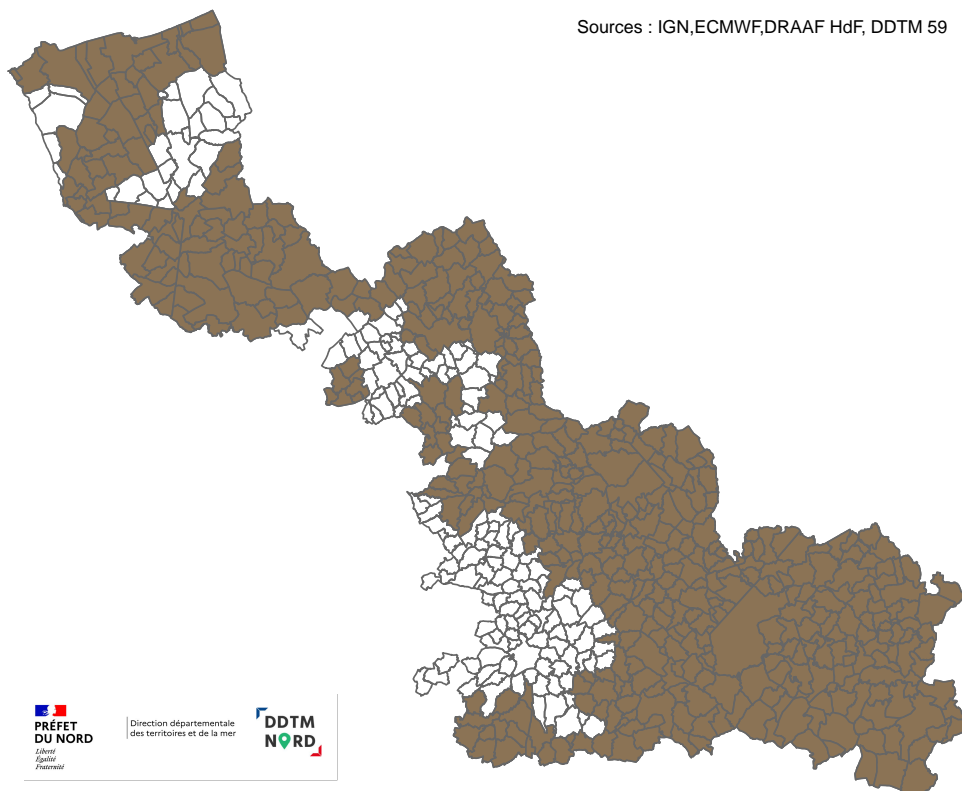 Sources : IGN,ECMWF,DRAAF HdF, DDTM 59
PRÉFET
DU NORD
Liberté
Égalité
Fraternité
Direction départementale
des territoires et de la mer
DDTM
NORD